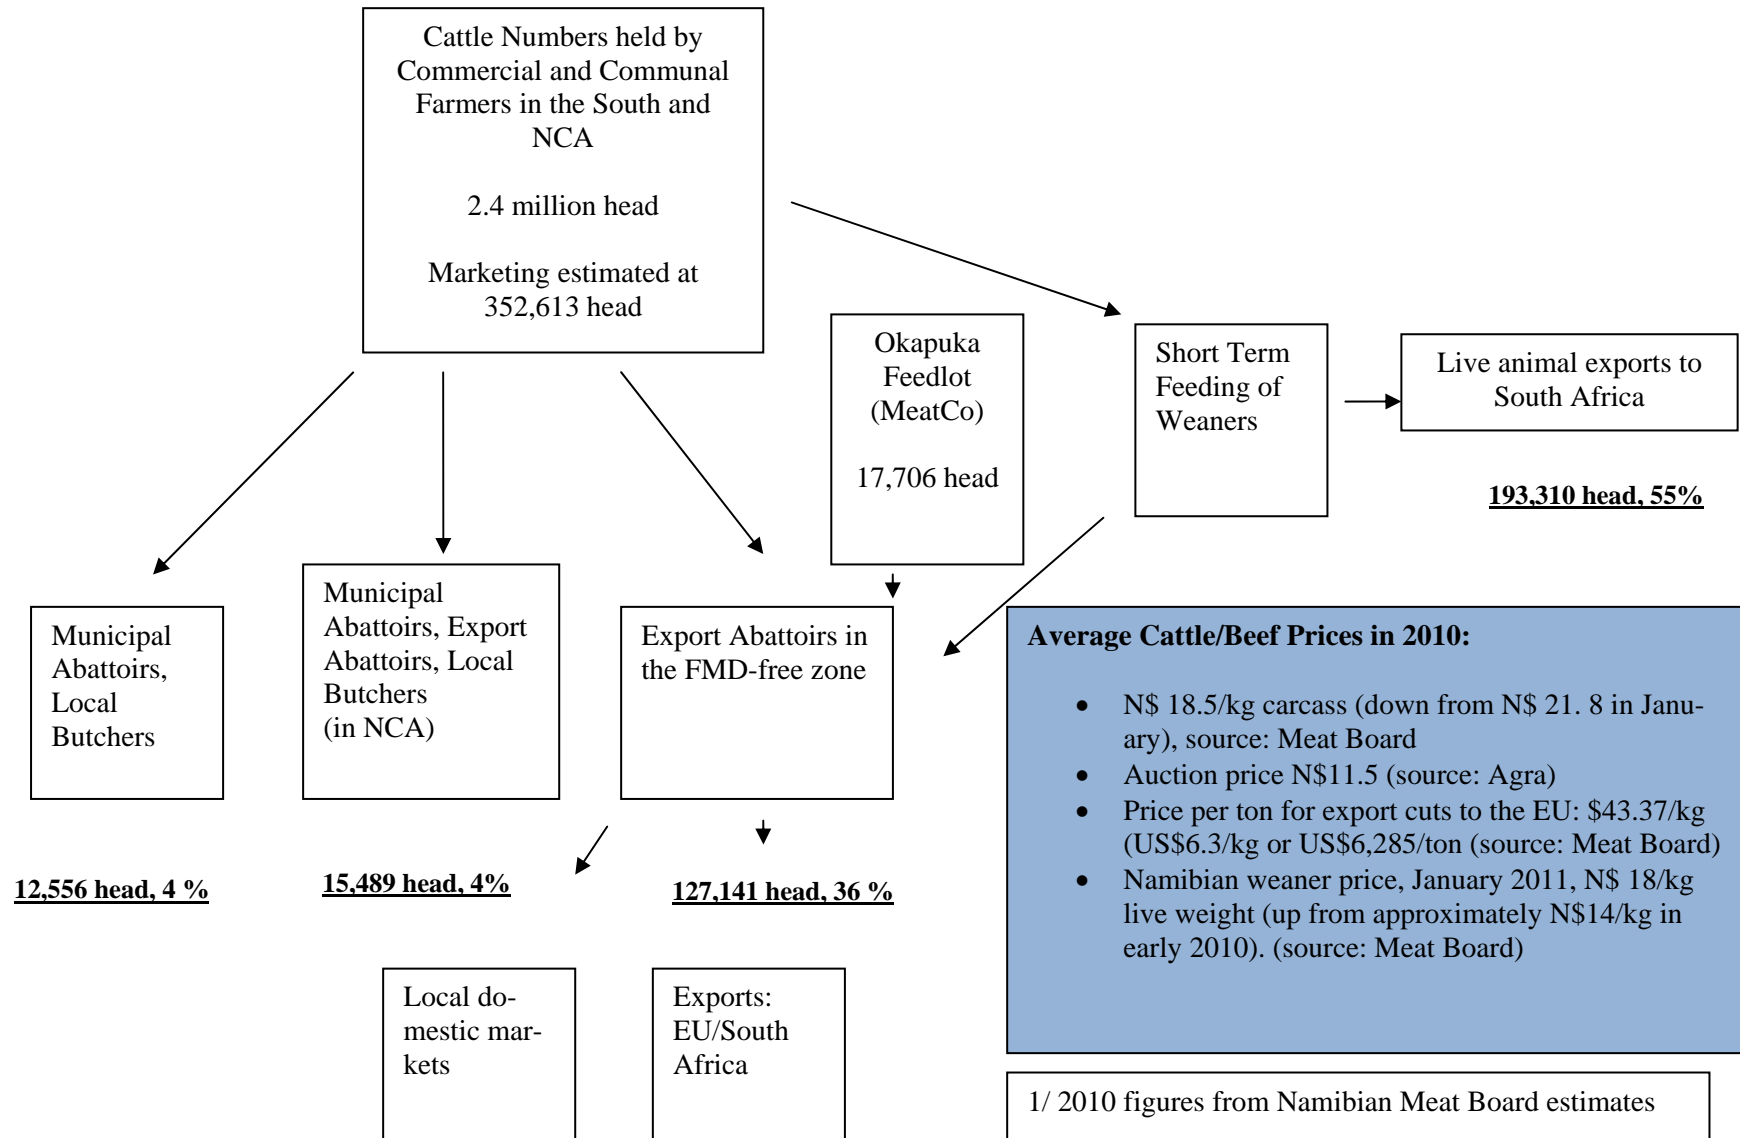 Cattle Numbers held by
Commercial and Communal
Farmers in the South and
NCA
2.4 million head
Marketing estimated at
352,613 head
Okapuka
Feedlot
(MeatCo)
17,706 head
Short Term
Feeding of
Weaners
Live animal exports to
South Africa
193,310 head, 55%
Municipal
Abattoirs,
Local
Butchers
Municipal
Abattoirs, Export
Abattoirs, Local
Butchers
(in NCA)
Export Abattoirs in
the FMD-free zone
12,556 head, 4 %
15,489 head, 4%
127,141 head, 36 %
Local do-
mestic mar-
kets
Exports:
EU/South
Africa
Average Cattle/Beef Prices in 2010:
• N$ 18.5/kg carcass (down from N$ 21. 8 in Janu-
ary), source: Meat Board
• Auction price N$11.5 (source: Agra)
• Price per ton for export cuts to the EU: $43.37/kg
(US$6.3/kg or US$6,285/ton (source: Meat Board)
• Namibian weaner price, January 2011, N$ 18/kg
live weight (up from approximately N$14/kg in
early 2010). (source: Meat Board)
1/ 2010 figures from Namibian Meat Board estimates